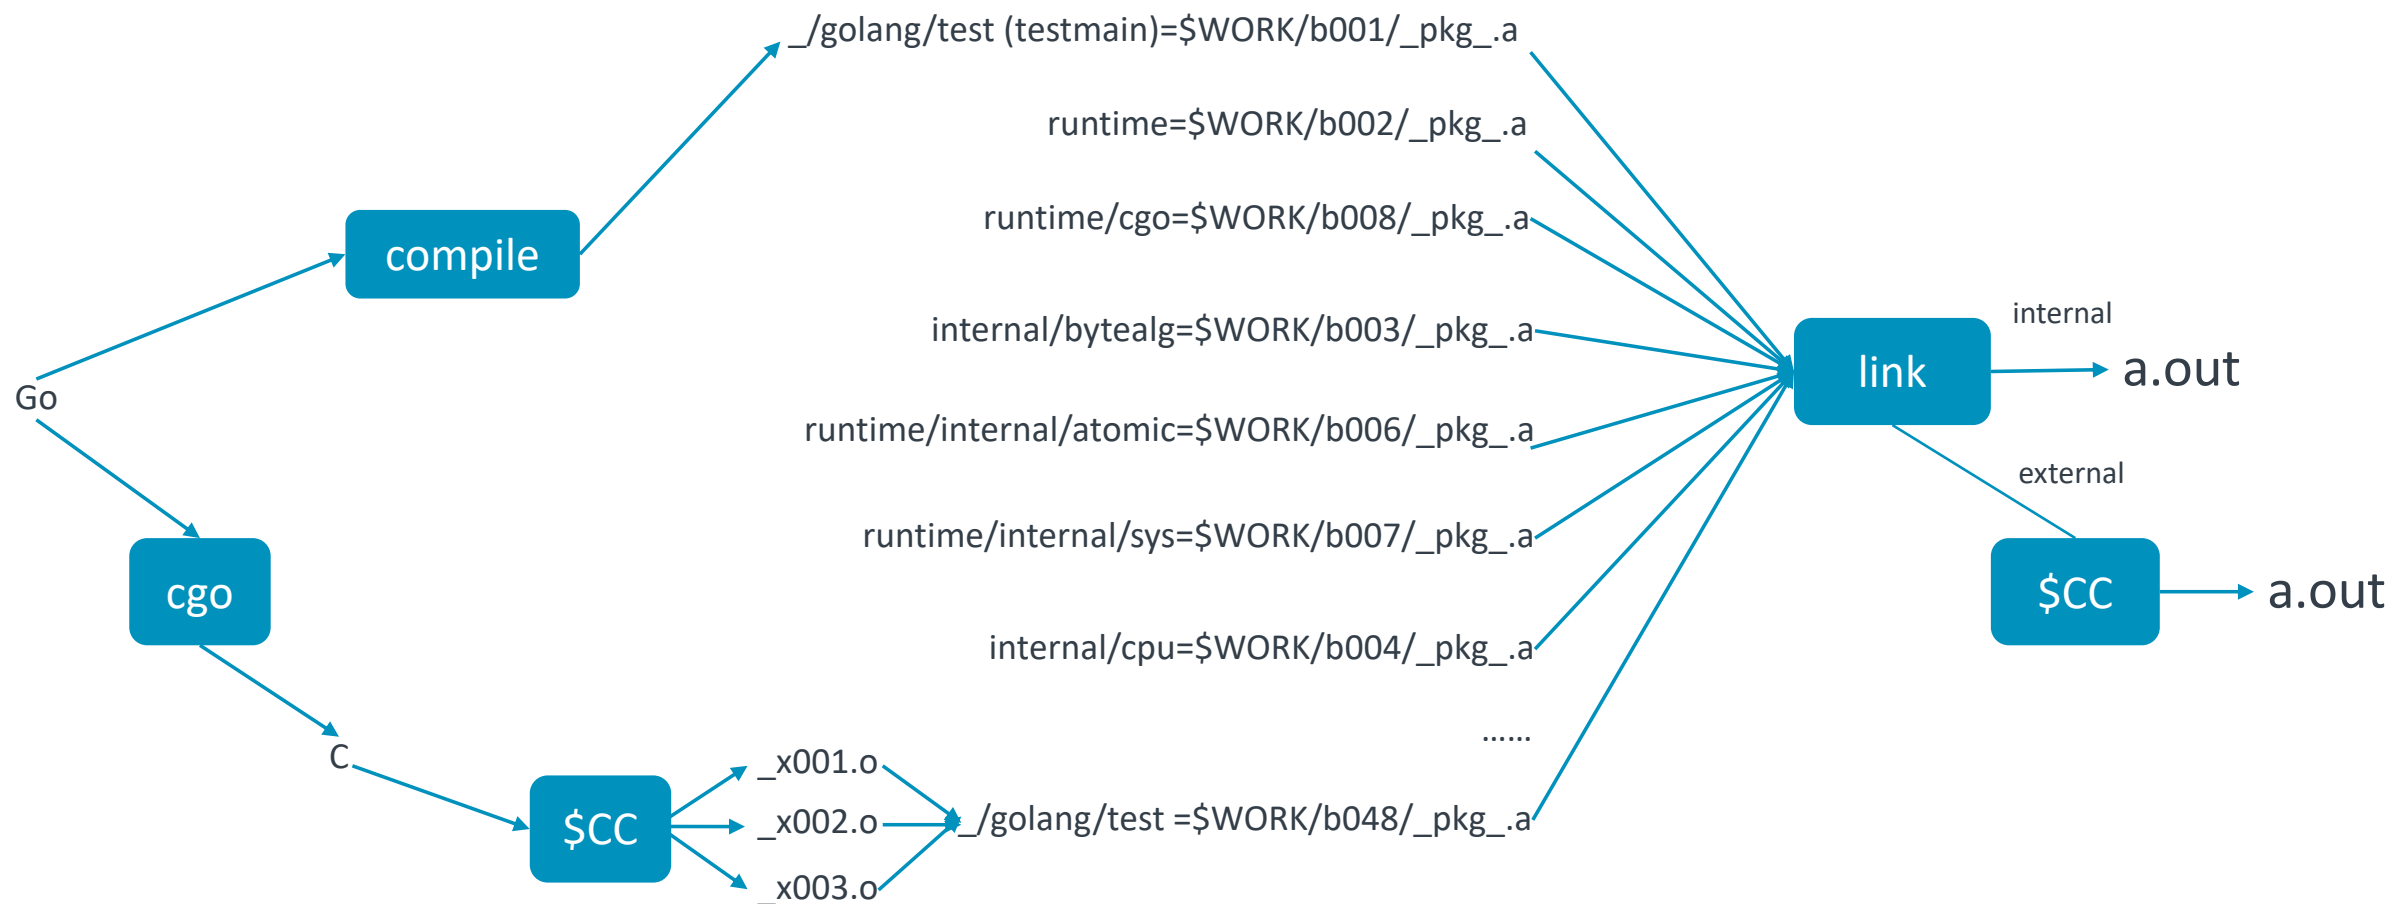 _/golang/test (testmain)=$WORK/b001/_pkg_.a
runtime=$WORK/b002/_pkg_.a
runtime/cgo=$WORK/b008/_pkg_.a
compile
internal/bytealg=$WORK/b003/_pkg_.a
internal
link
a.out
Go
runtime/internal/atomic=$WORK/b006/_pkg_.a
external
runtime/internal/sys=$WORK/b007/_pkg_.a
cgo
$CC
a.out
internal/cpu=$WORK/b004/_pkg_.a
......
C
_x001.o
$CC
_x002.o
_/golang/test =$WORK/b048/_pkg_.a
_x003.o